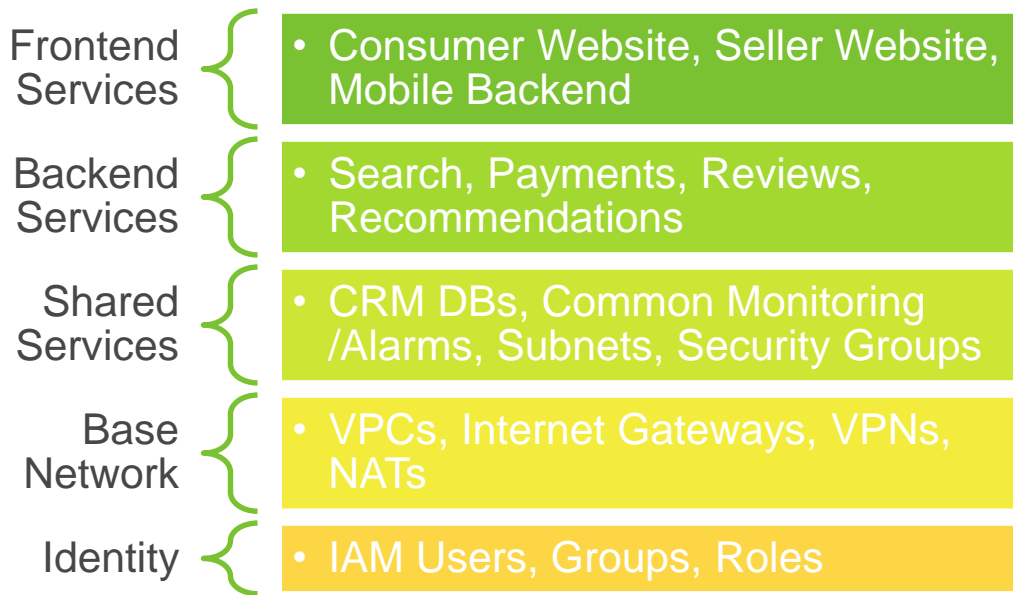 Frontend
Services
• Consumer Website, Seller Website,
Mobile Backend
Backend
Services
• Search, Payments, Reviews,
Recommendations
Shared
Services
• CRM DBs, Common Monitoring
/Alarms, Subnets, Security Groups
Base
Network
• VPCs, Internet Gateways, VPNs,
NATs
Identity
• IAM Users, Groups, Roles